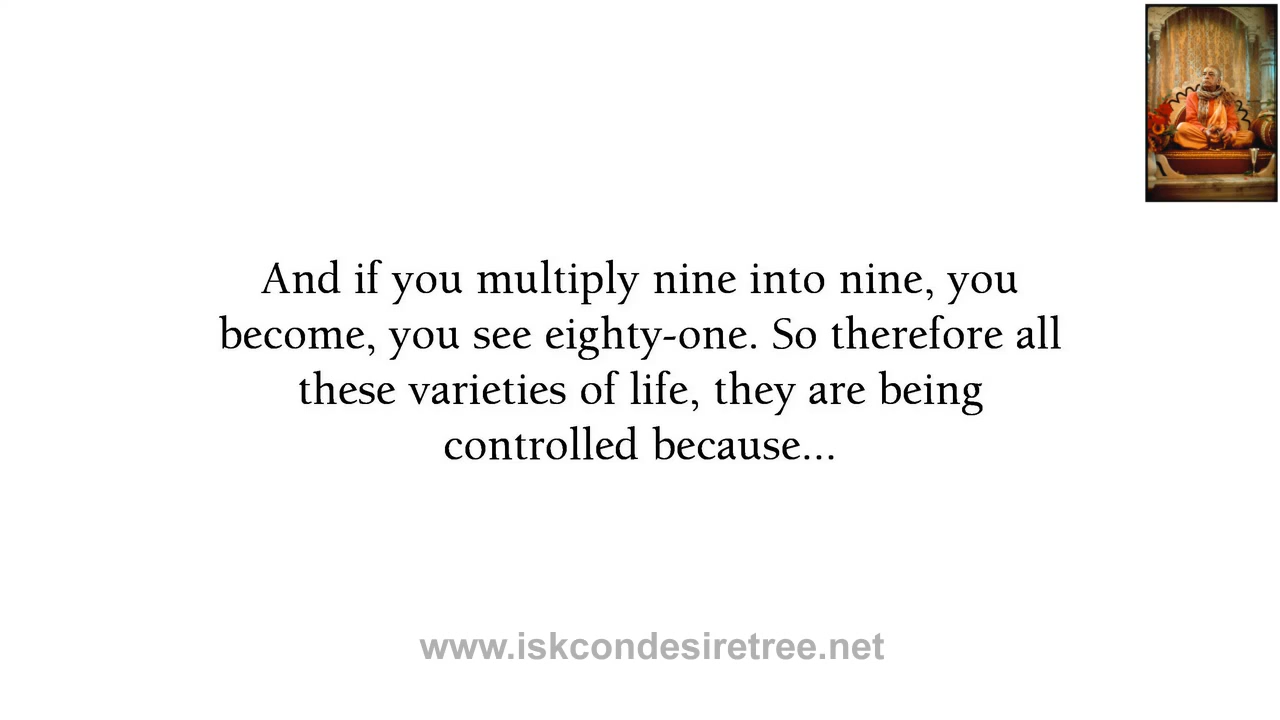 And if you multiply nine into nine, you
become, you see eighty-one. So therefore all
these varieties of life, they are being
controlled because...
www.iskcondesiretree.net